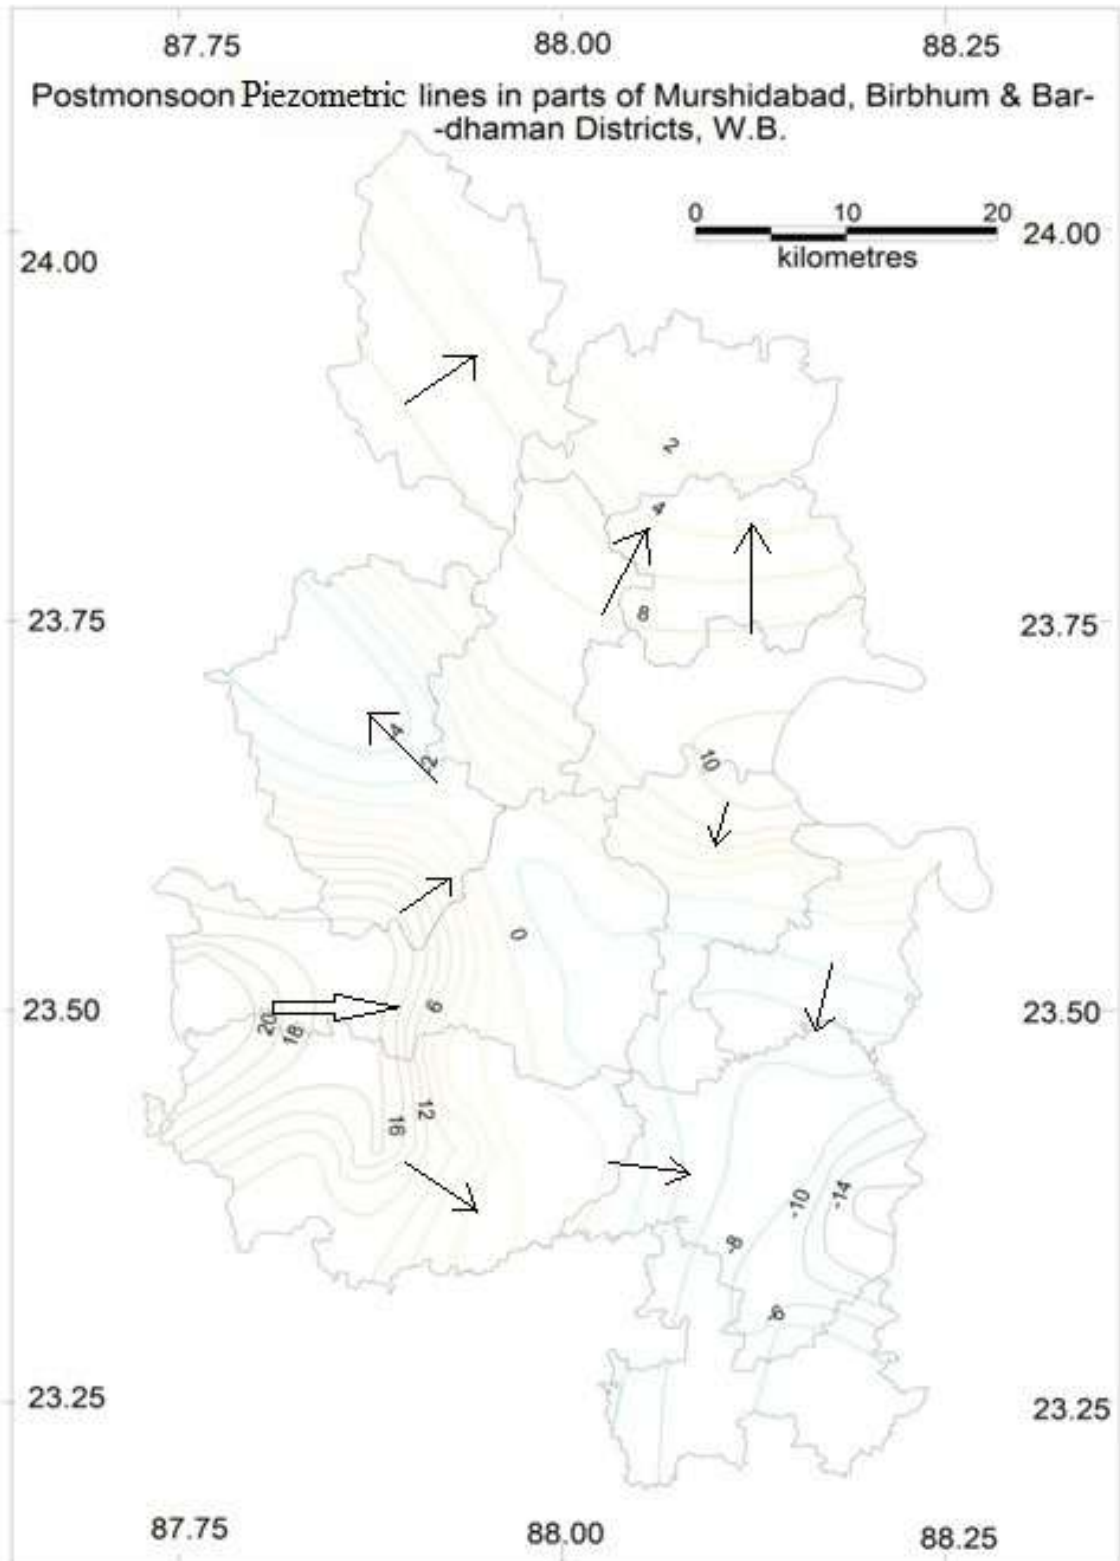 87.75 88.00 88.25
Postmonsoon Piezometric lines in parts of Murshidabad, Birbhum & Bar-
-dhaman Districts, W.B.
0 10 20
24.00 24.00
kilometres
2
4
23.75 8 23.75
-4
-2
10
0
6
23.50 20 18 23.50
12
16
-10 -14
-8
-6
23.25 23.25
87.75 88.00 88.25